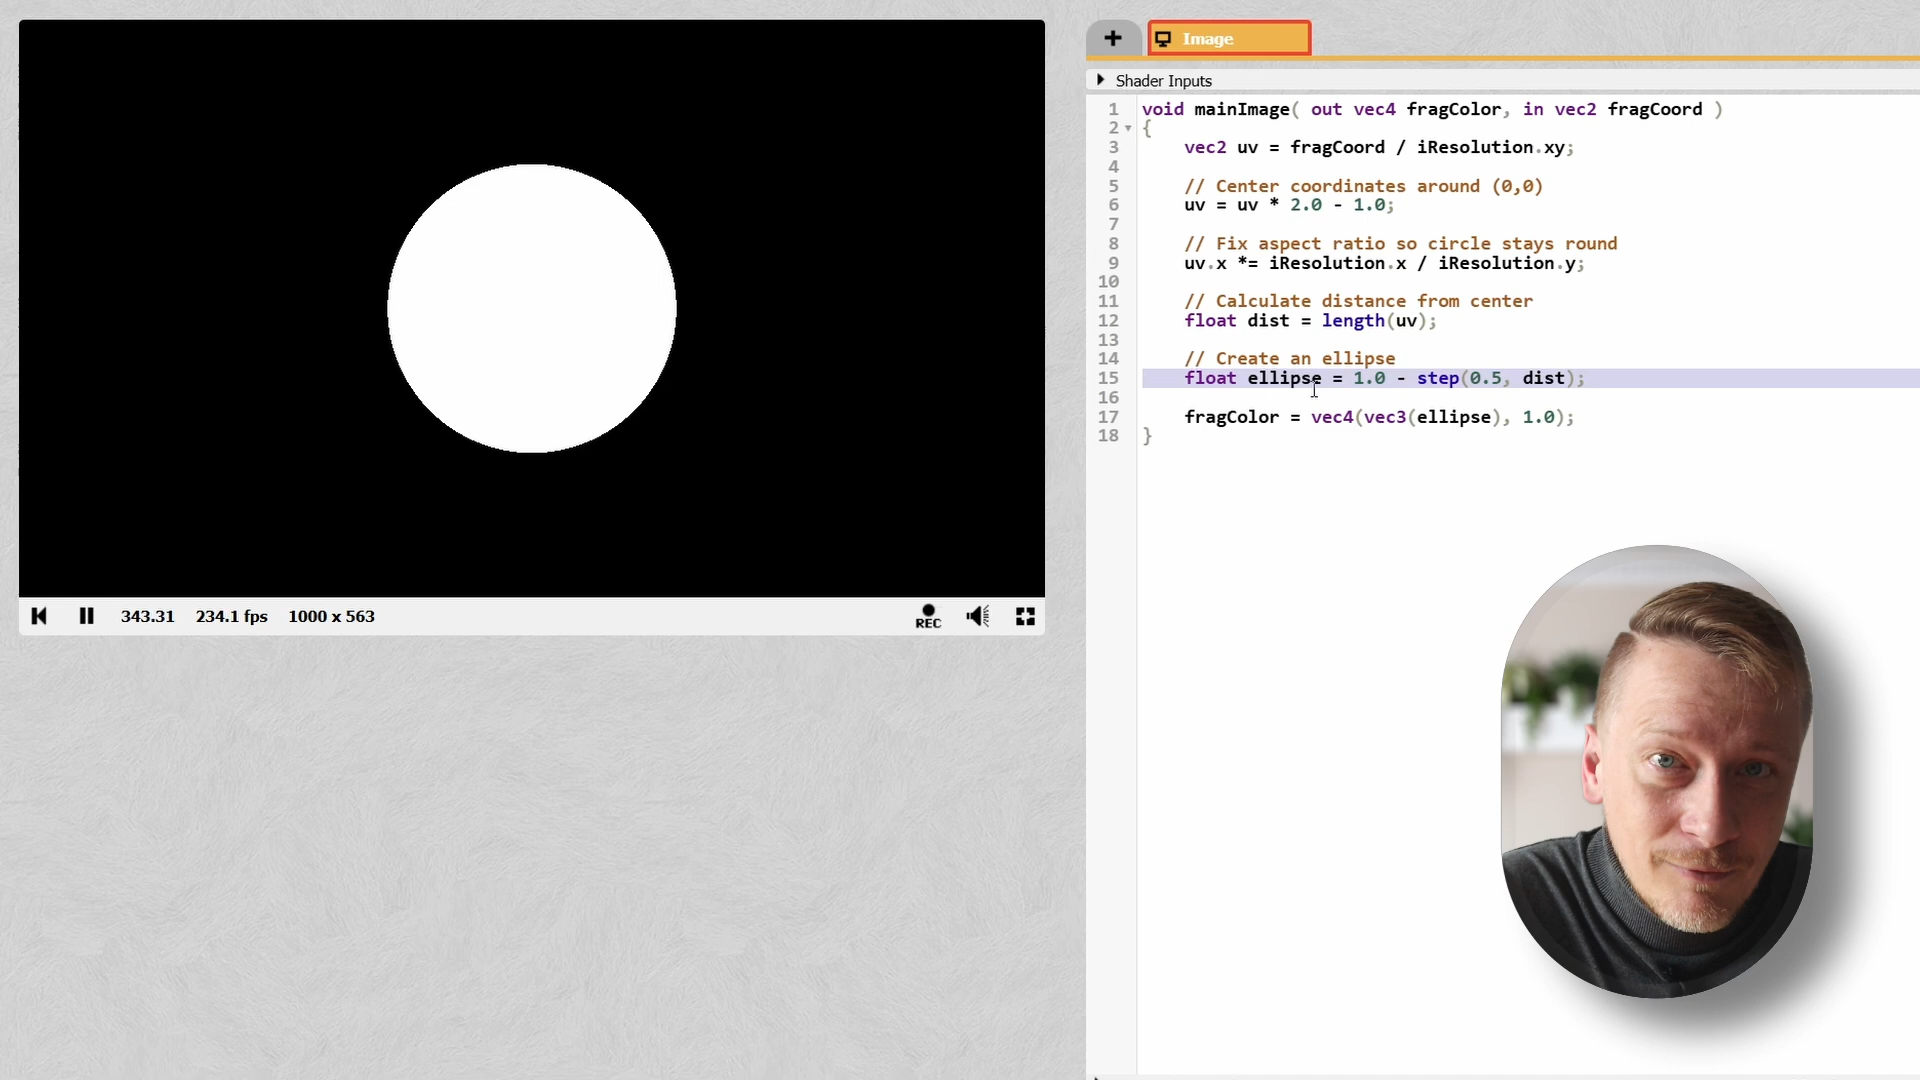 343.31 234.1 fps 1000 x 563
REC
+ Image
Shader Inputs
1 void mainImage( out vec4 fragColor, in vec2 fragCoord )
2 {
3 vec2 uv = fragCoord / iResolution.xy;
4
5 // Center coordinates around (0,0)
6 uv = uv * 2.0 - 1.0;
7
8 // Fix aspect ratio so circle stays round
9 uv.x *= iResolution.x / iResolution.y;
10
11 // Calculate distance from center
12 float dist = length(uv);
13
14 // Create an ellipse
15 float ellipse = 1.0 - step(0.5, dist);
16
17 fragColor = vec4(vec3(ellipse), 1.0);
18 }